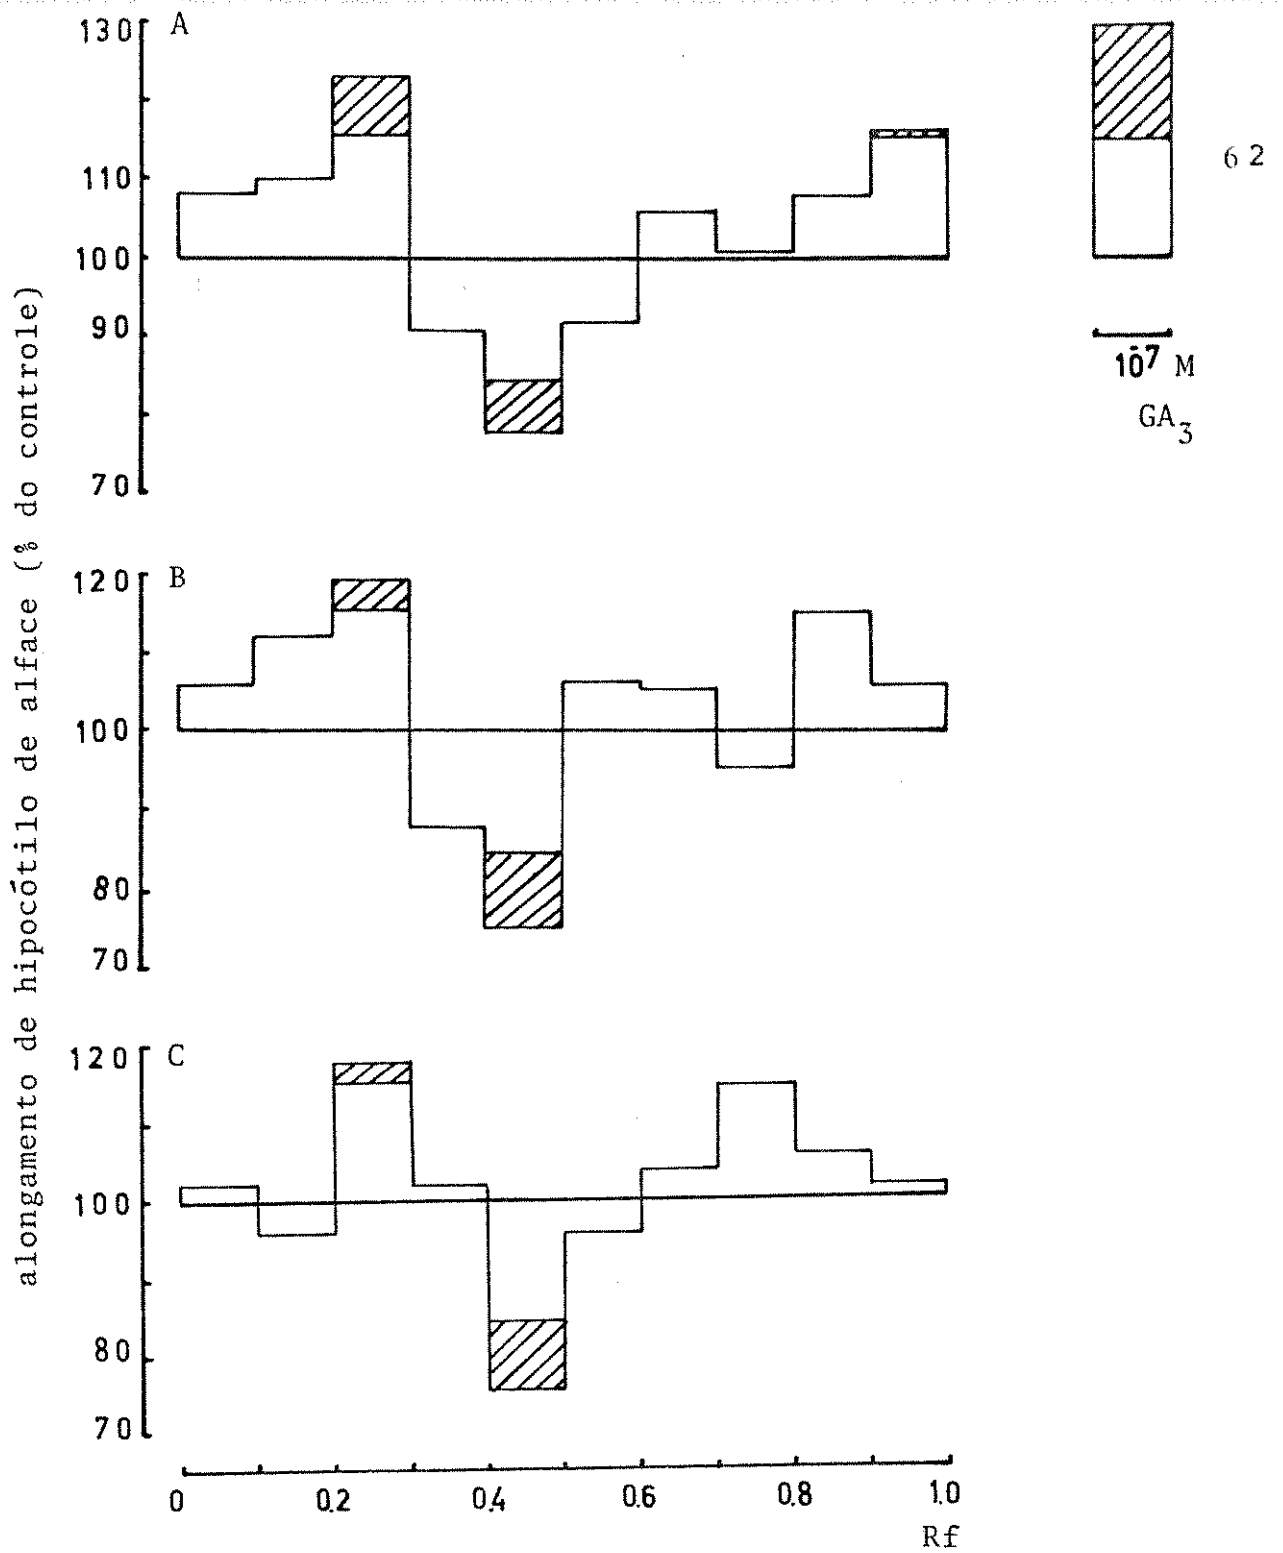 alongamento de hipocótilo de alface (% do controle)
A
130
110
100
90
70
B
120
100
80
70
C
120
100
80
70
0 0.2 0.4 0.6 0.8 1.0
Rf
62
10⁻⁷ M
GA₃